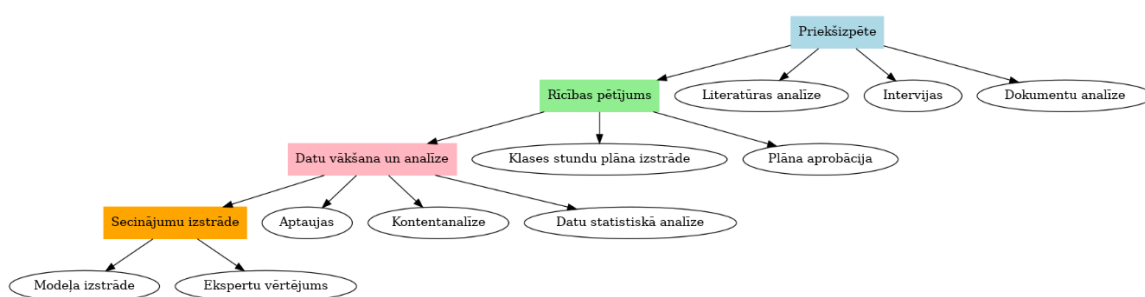 Priekšizpēte
Rīcības pētījums
Literatūras analīze
Intervijas
Dokumentu analīze
Datu vākšana un analīze
Klases stundu plāna izstrāde
Plāna aprobācija
Secinājumu izstrāde
Aptaujas
Kontentanalīze
Datu statistiskā analīze
Modeļa izstrāde
Ekspertu vērtējums